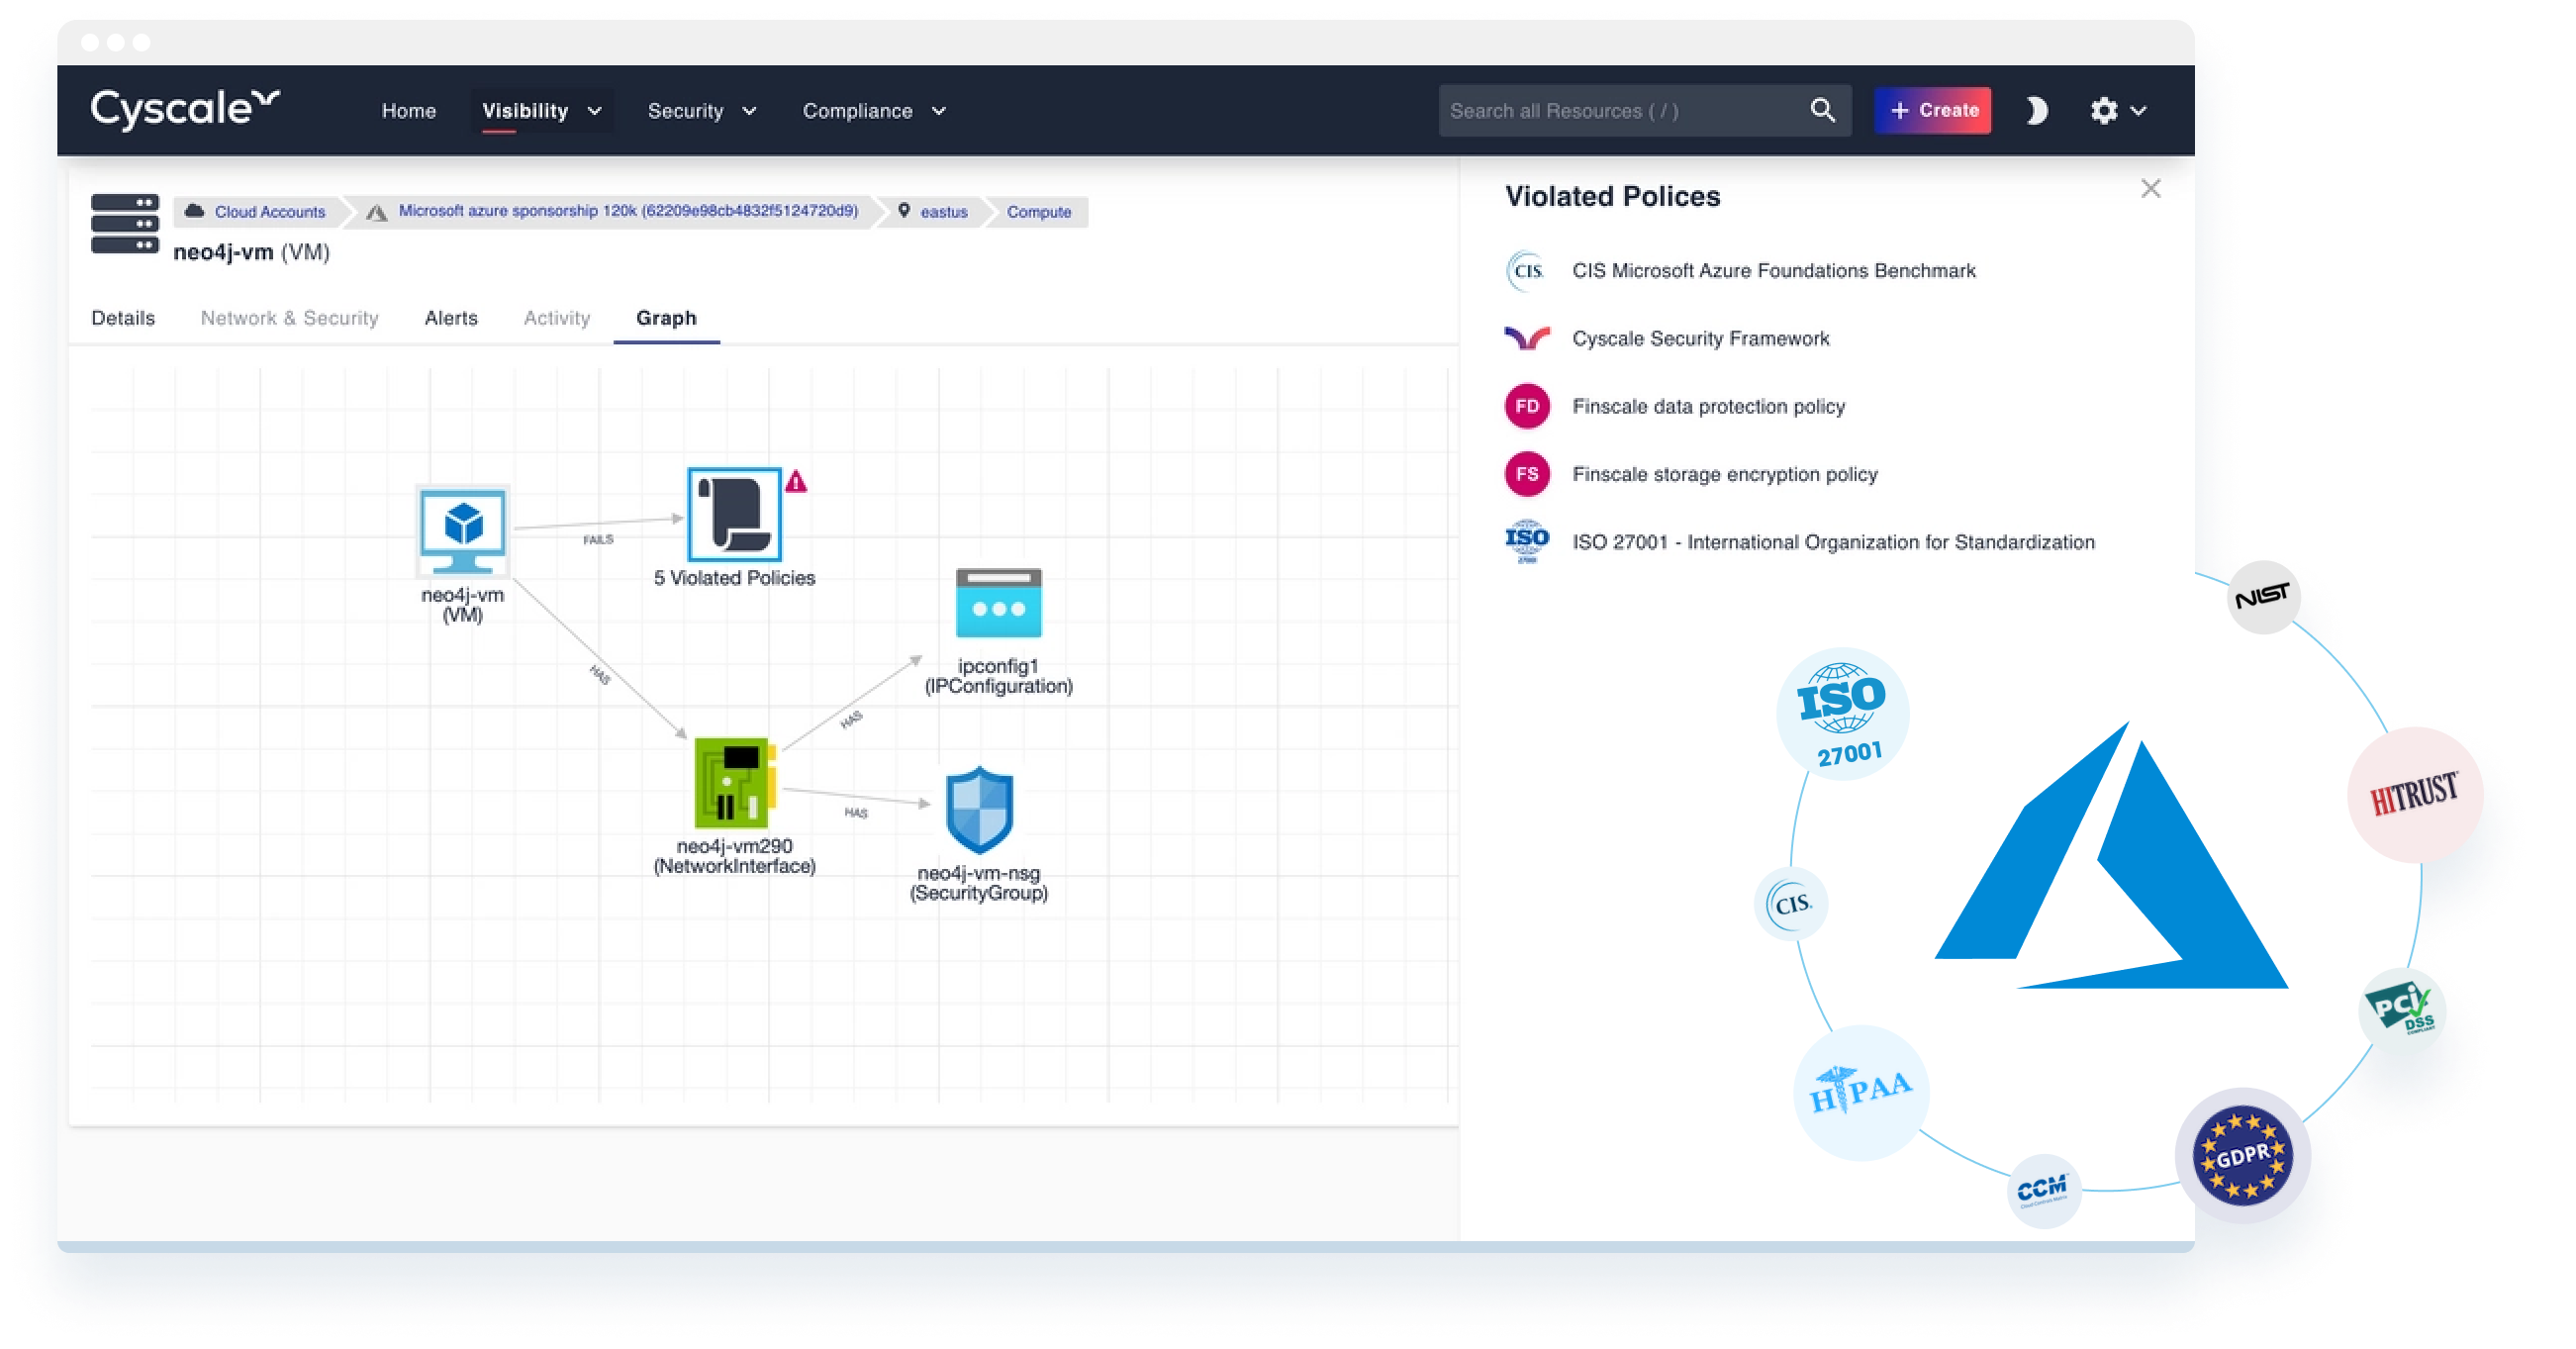 Cyscale
Home
Visibility
Security
Compliance
Search all Resources ( / )
+ Create
Cloud Accounts
Microsoft azure sponsorship 120k (62209e98cb4832f5124720d9)
eastus
Compute
neo4j-vm (VM)
Details
Network & Security
Alerts
Activity
Graph
neo4j-vm
(VM)
FAILS
5 Violated Policies
HAS
ipconfig1
(IPConfiguration)
HAS
neo4j-vm290
(NetworkInterface)
HAS
neo4j-vm-nsg
(SecurityGroup)
Violated Polices
CIS.
CIS Microsoft Azure Foundations Benchmark
Cyscale Security Framework
FD
Finscale data protection policy
FS
Finscale storage encryption policy
ISO
ISO 27001 - International Organization for Standardization
NIST
ISO
27001
HITRUST
CIS.
PCI
DSS
HIPAA
GDPR
CCM